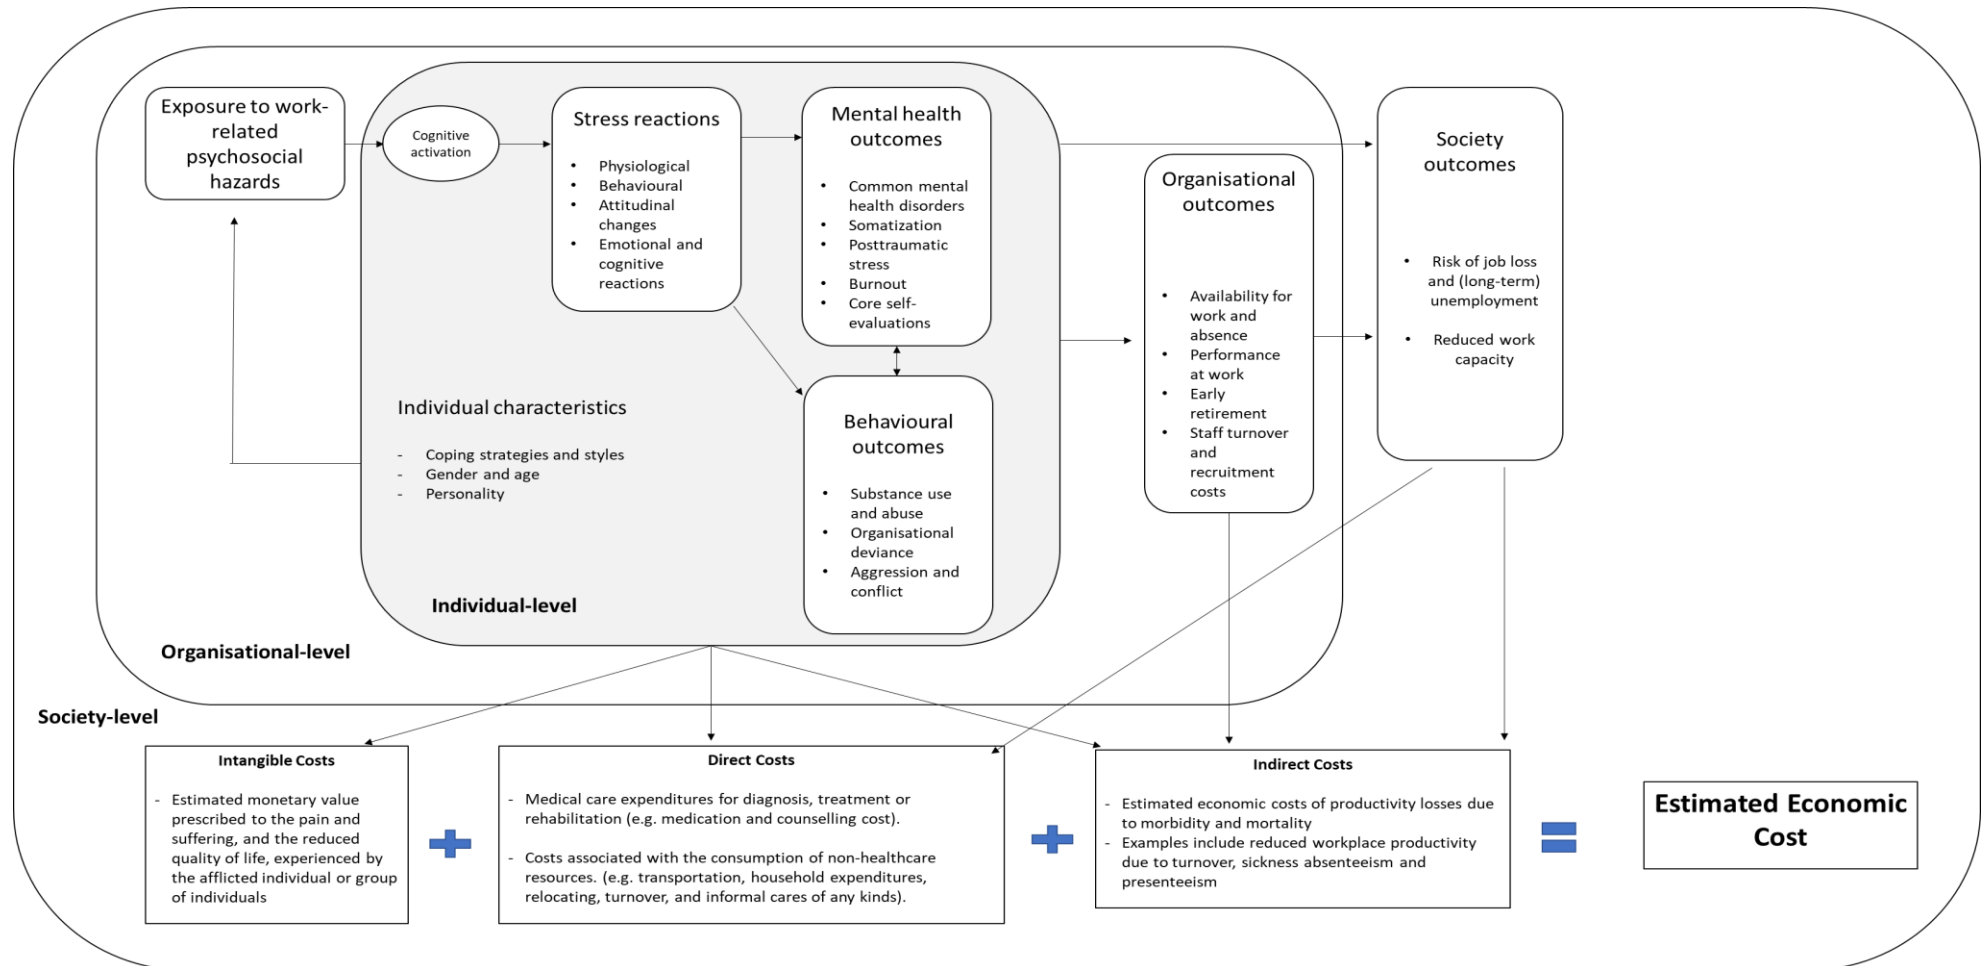 Exposure to work-
related
psychosocial
hazards
Cognitive
activation
Stress reactions
• Physiological
• Behavioural
• Attitudinal
changes
• Emotional and
cognitive
reactions
Mental health
outcomes
• Common mental
health disorders
• Somatization
• Posttraumatic
stress
• Burnout
• Core self-
evaluations
Behavioural
outcomes
• Substance use
and abuse
• Organisational
deviance
• Aggression and
conflict
Individual characteristics
- Coping strategies and styles
- Gender and age
- Personality
Individual-level
Organisational
outcomes
• Availability for
work and
absence
• Performance
at work
• Early
retirement
• Staff turnover
and
recruitment
costs
Organisational-level
Society
outcomes
• Risk of job loss
and (long-term)
unemployment
• Reduced work
capacity
Society-level
Intangible Costs
- Estimated monetary value
prescribed to the pain and
suffering, and the reduced
quality of life, experienced by
the afflicted individual or group
of individuals
Direct Costs
- Medical care expenditures for diagnosis, treatment or
rehabilitation (e.g. medication and counselling cost).
- Costs associated with the consumption of non-healthcare
resources. (e.g. transportation, household expenditures,
relocating, turnover, and informal cares of any kinds).
Indirect Costs
- Estimated economic costs of productivity losses due
to morbidity and mortality
- Examples include reduced workplace productivity
due to turnover, sickness absenteeism and
presenteeism
Estimated Economic
Cost